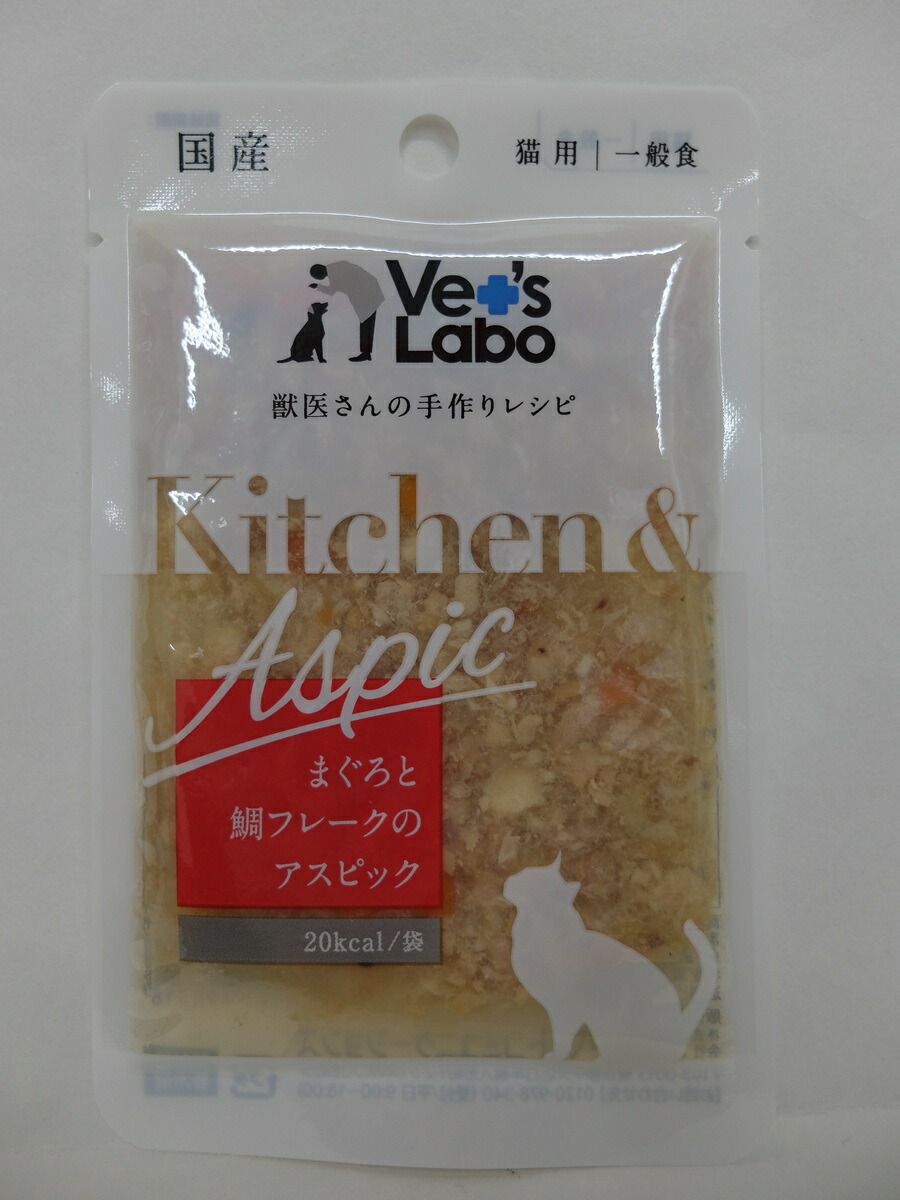 国産
猫用|一般食
Vet's
Labo
獣医さんの手作りレシピ
Kitchen &
Aspic
まぐろと
鯛フレークの
アスピック
20kcal/袋